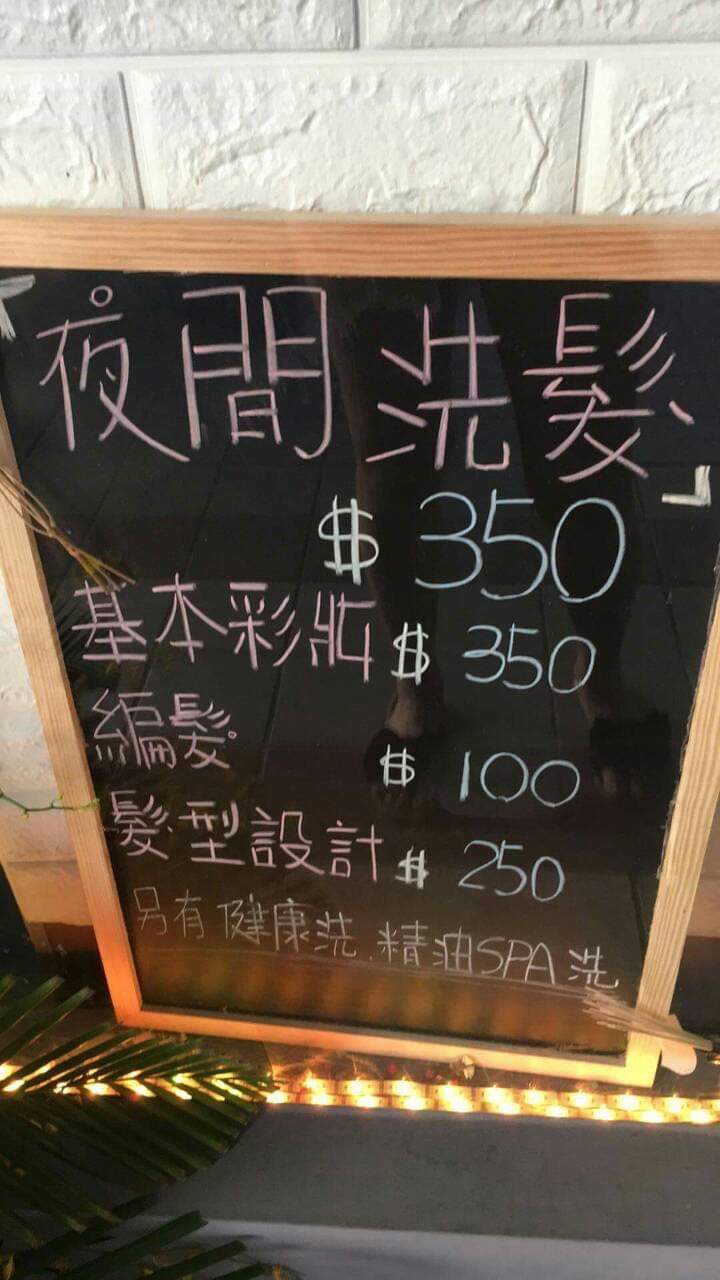 「夜間洗髮」
$350
基本彩妝 $350
編髮 $100
髮型設計 $250
另有健康洗.精油SPA洗